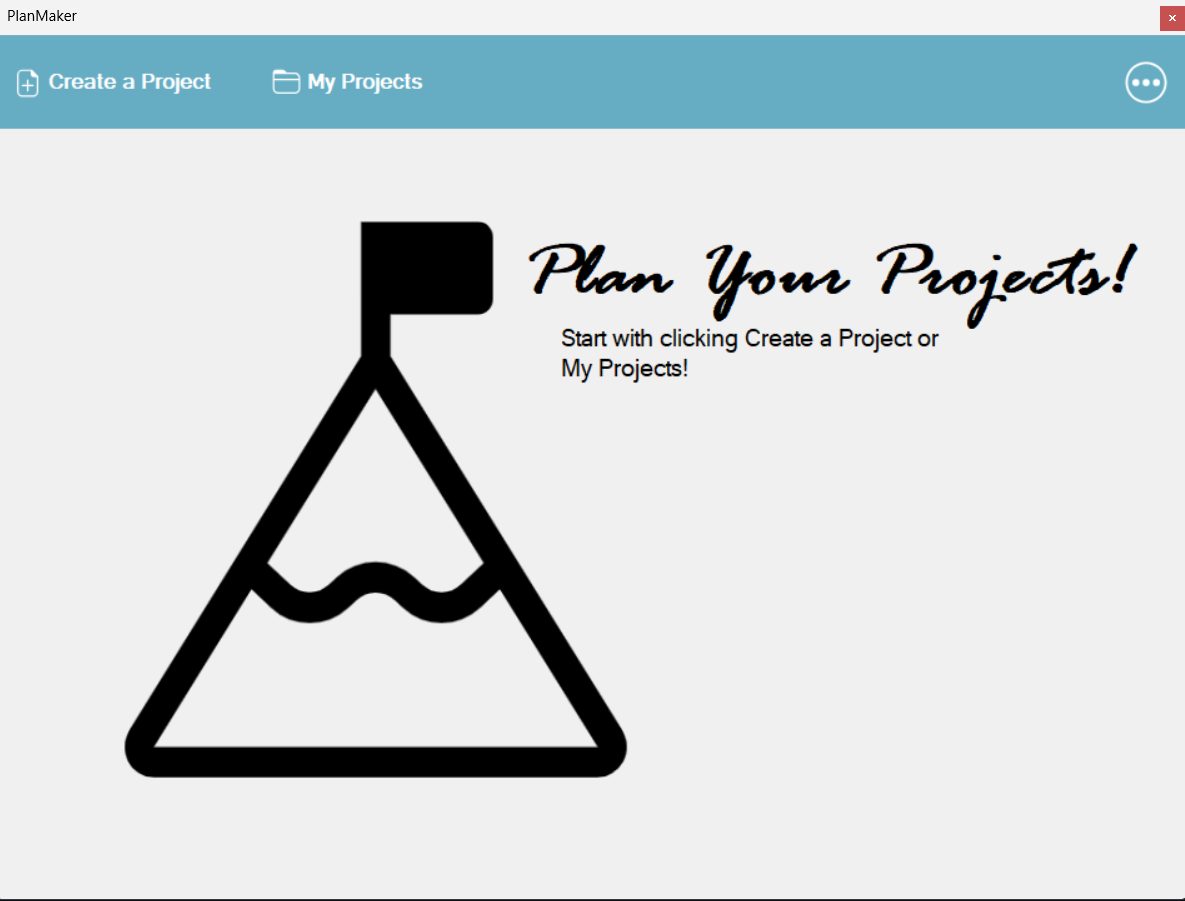 PlanMaker
Create a Project
My Projects
Plan Your Projects!
Start with clicking Create a Project or
My Projects!